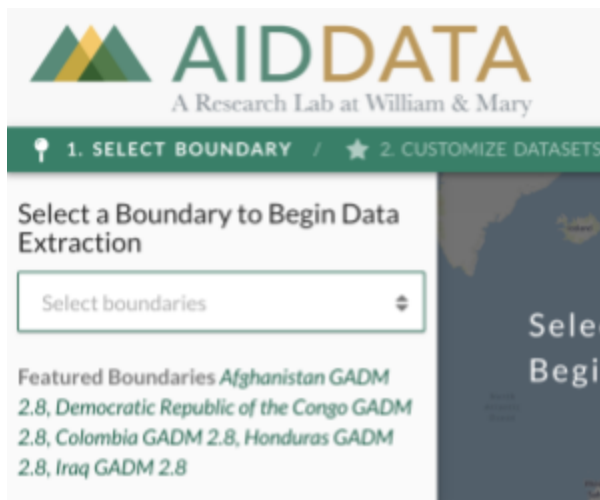 AIDDATA
A Research Lab at William & Mary
1. SELECT BOUNDARY / 2. CUSTOMIZE DATASETS
Select a Boundary to Begin Data
Extraction
Select boundaries
Featured Boundaries Afghanistan GADM
2.8, Democratic Republic of the Congo GADM
2.8, Colombia GADM 2.8, Honduras GADM
2.8, Iraq GADM 2.8
Sele
Begi